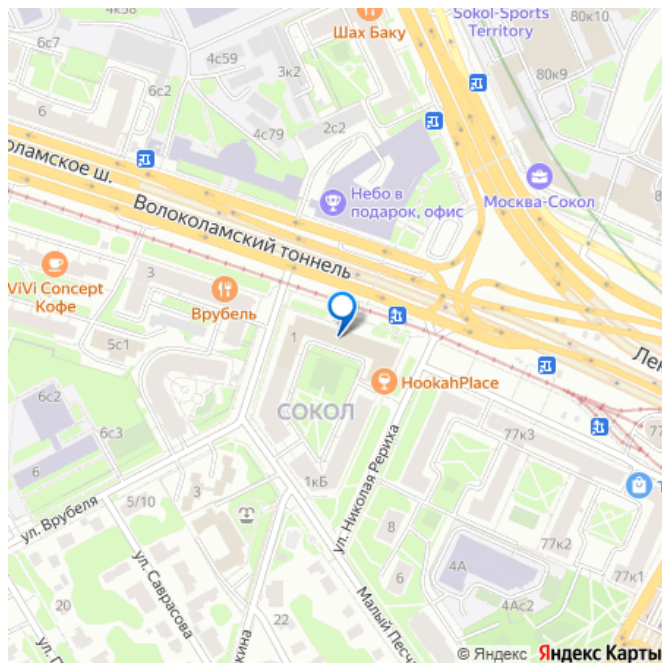 4к58
Sokol-Sports
Territory
80к10
Шах Баку
6с7
4с59
3к2
80к9
6с2
6
4с79
2с2
оламское ш.
Небо в
подарок, офис
Москва-Сокол
Волоколамский тоннель
ViVi Concept
Кофе
3
Врубель
5с1
1
Лен
HookahPlace
6с2
СОКОЛ
6с3
77к3
6
1кБ
ул. Николая Рериха
5/10
3
ул. Врубеля
8
77к2
4А
6
77к1
ул. Саврасова
20
22
Малый Песч
4Ас2
кина
© Яндекс Яндекс Карты